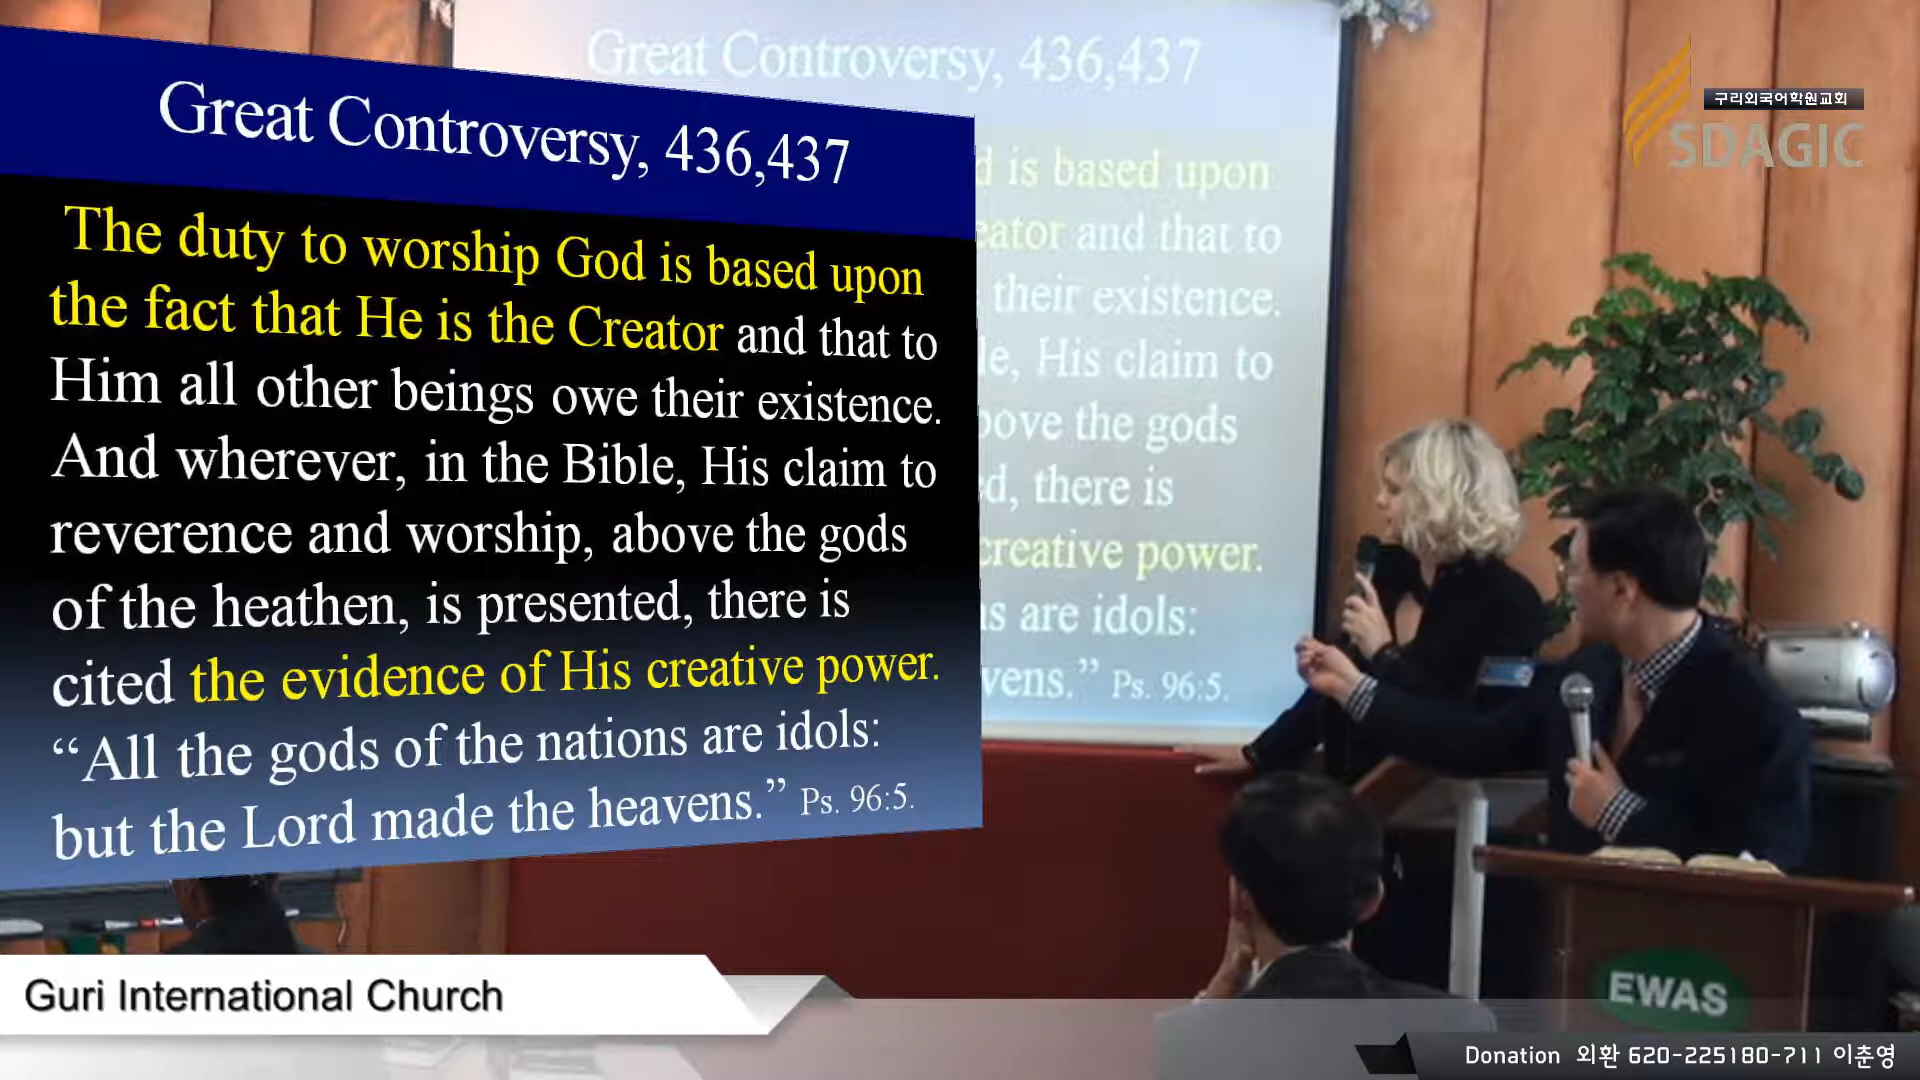 Great Controversy, 436,437
The duty to worship God is based upon
the fact that He is the Creator and that to
Him all other beings owe their existence.
And wherever, in the Bible, His claim to
reverence and worship, above the gods
of the heathen, is presented, there is
cited the evidence of His creative power.
“All the gods of the nations are idols:
but the Lord made the heavens.” Ps. 96:5.
Great Controversy, 436,437
d is based upon
eator and that to
their existence.
le, His claim to
bove the gods
ed, there is
creative power.
ns are idols:
vens.” Ps. 96:5.
구리외국어학원교회
SDAGIC
EWAS
Guri International Church
Donation 외환 620-225180-711 이춘영